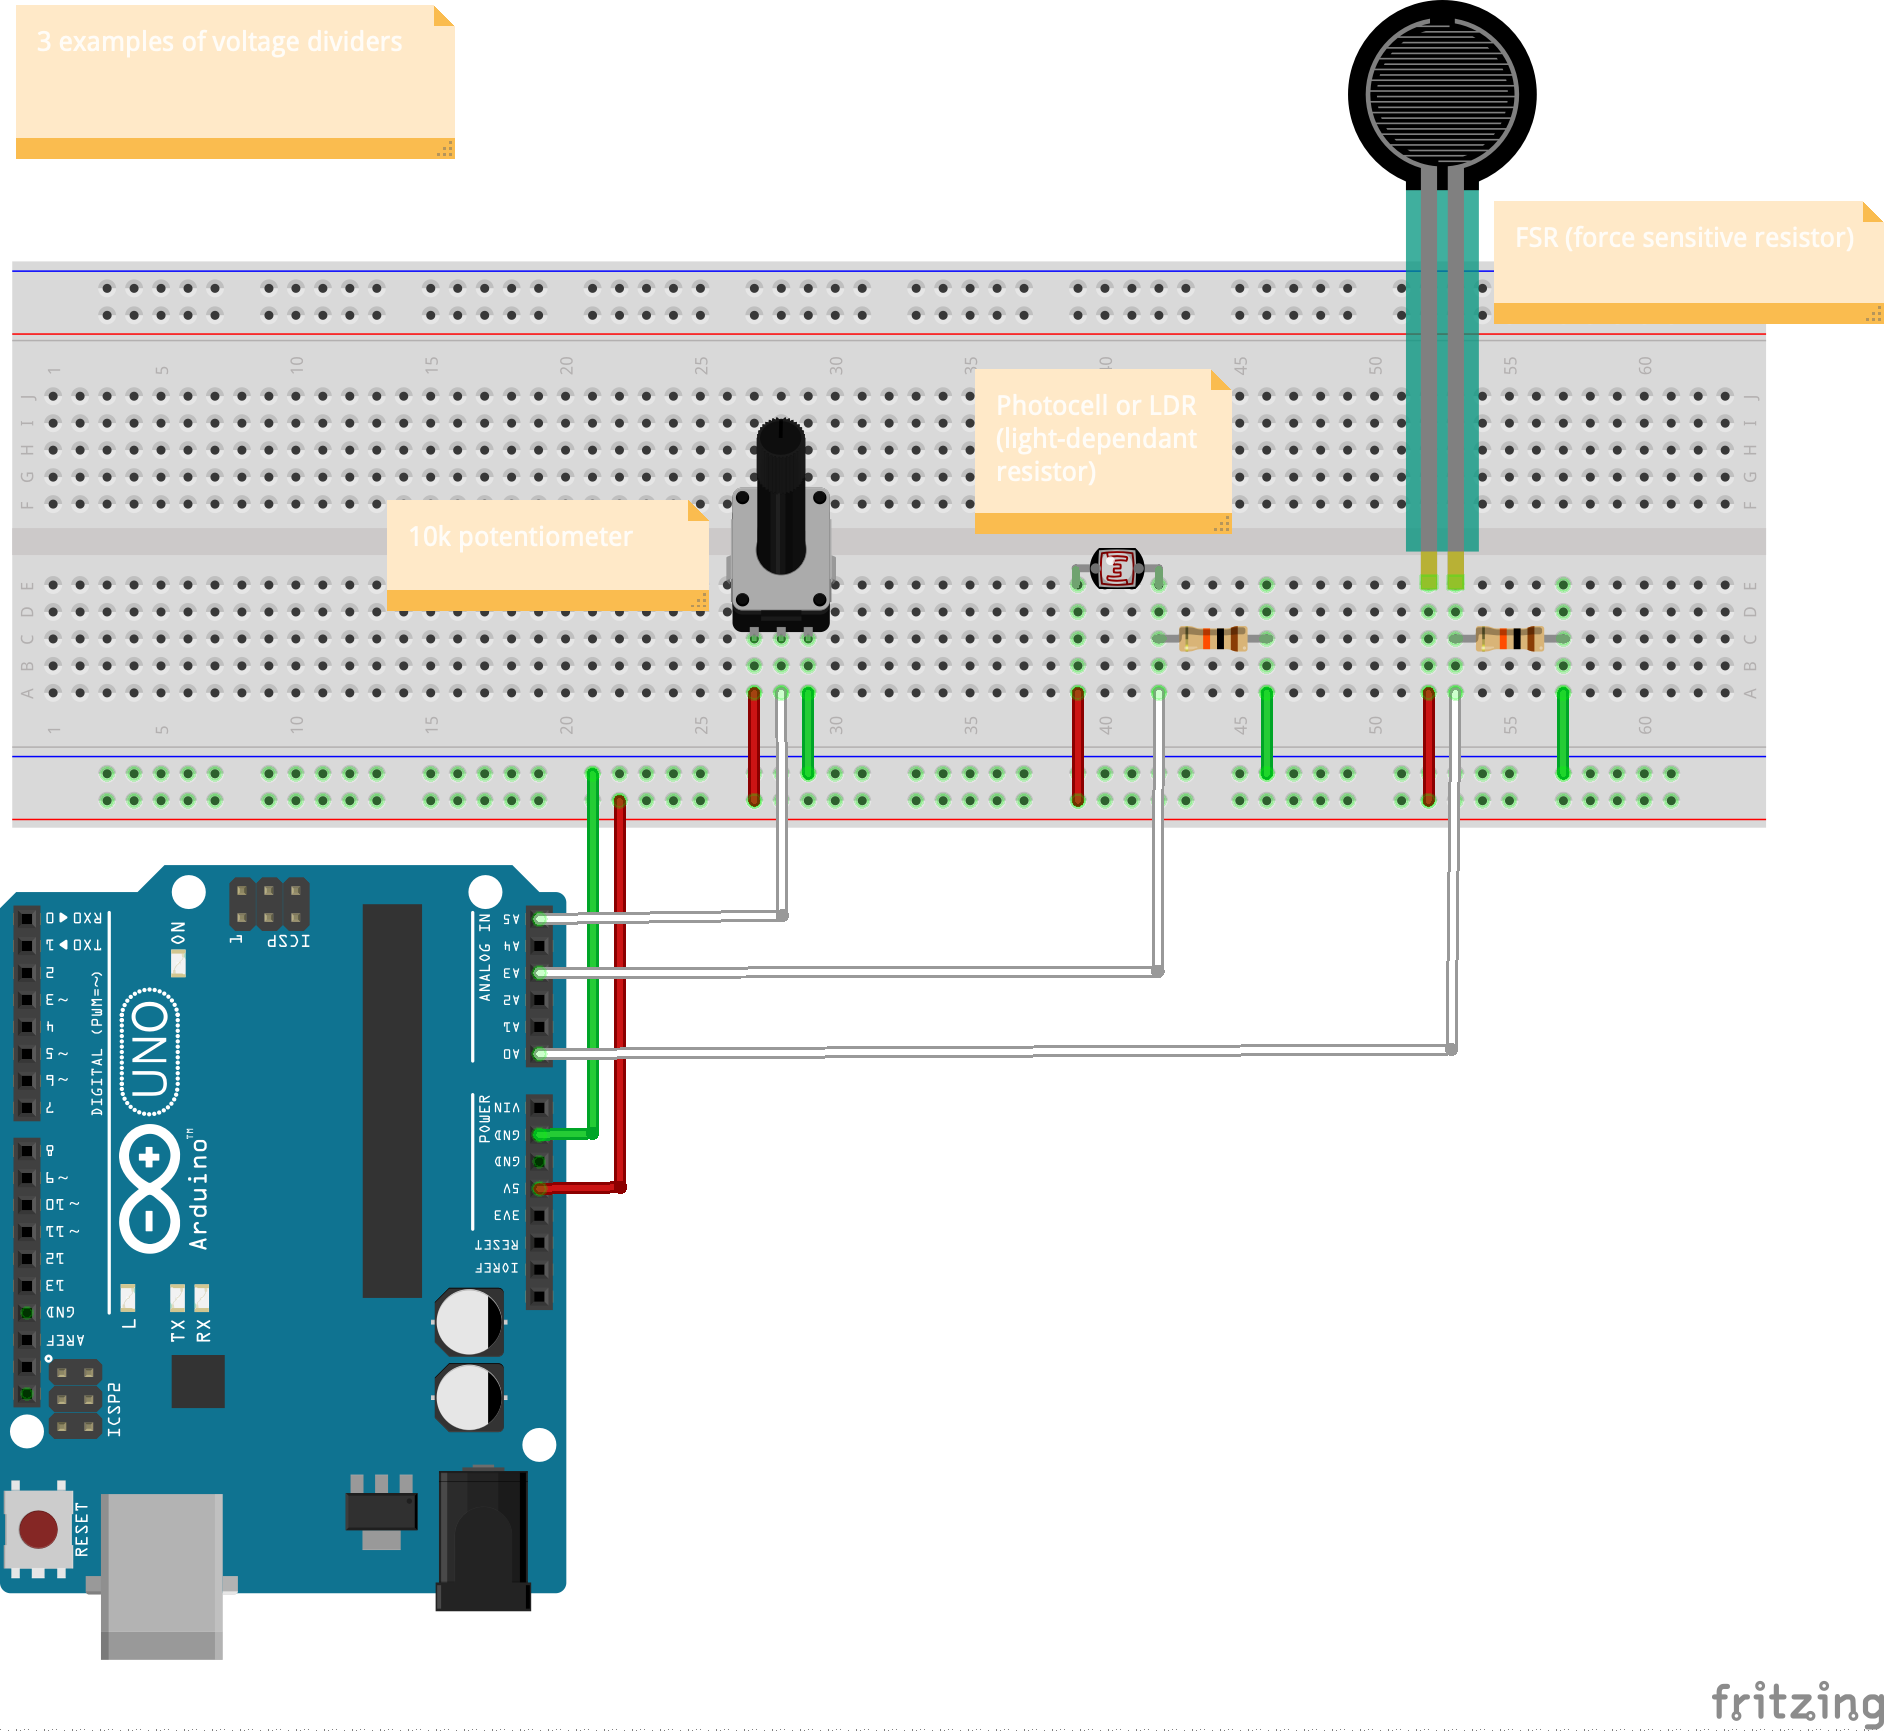 3 examples of voltage dividers
FSR (force sensitive resistor)
1 5 10 15 20 25 30 35 40 45 50 55 60
J J
I I
H H
G G
F F
Photocell or LDR
(light-dependant
resistor)
10k potentiometer
E E
D D
C C
B B
A A
1 5 10 15 20 25 30 35 40 45 50 55 60
RX0 ◀ 0
TX0 ▶ 1
2
~3
4
~5
~6
7
8
~9
~10
~11
12
13
GND
AREF
DIGITAL (PWM=~)
ON
1 ICSP
UNO
Arduino™
L
TX
RX
ICSP2
RESET
ANALOG IN
A5
A4
A3
A2
A1
A0
POWER
VIN
GND
GND
5V
3V3
RESET
IOREF
fritzing